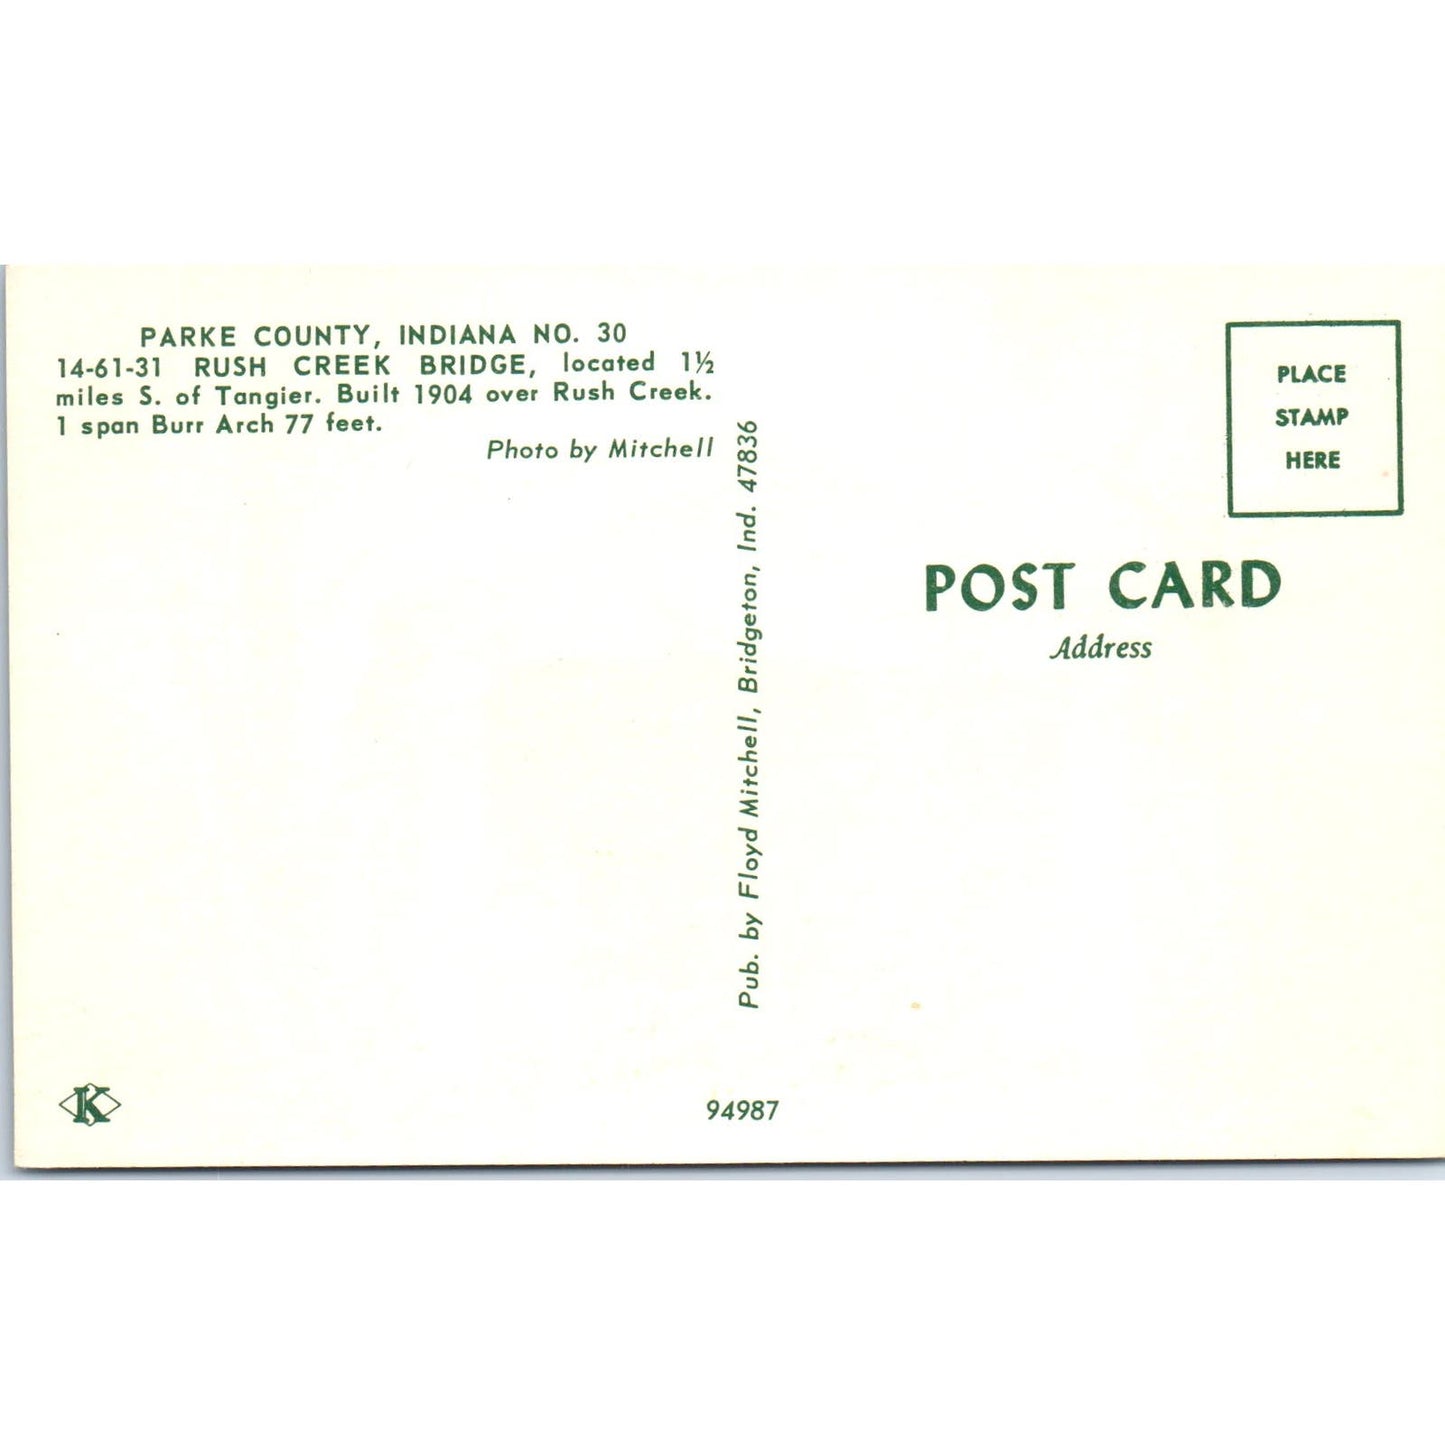 PARKE COUNTY, INDIANA NO. 30
14-61-31 RUSH CREEK BRIDGE, located 1½
miles S. of Tangier. Built 1904 over Rush Creek.
1 span Burr Arch 77 feet.
Photo by Mitchell
Pub. by Floyd Mitchell, Bridgeton, Ind. 47836
PLACE
STAMP
HERE
POST CARD
Address
K
94987